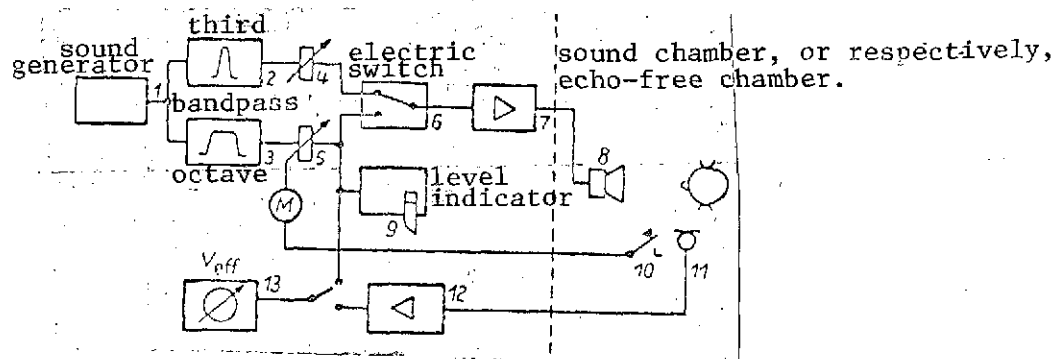 third
sound
generator
electric
switch
sound chamber, or respectively,
echo-free chamber.
1
2
4
bandpass
6
7
3
5
octave
8
level
indicator
M
9
10
11
Veff
13
12